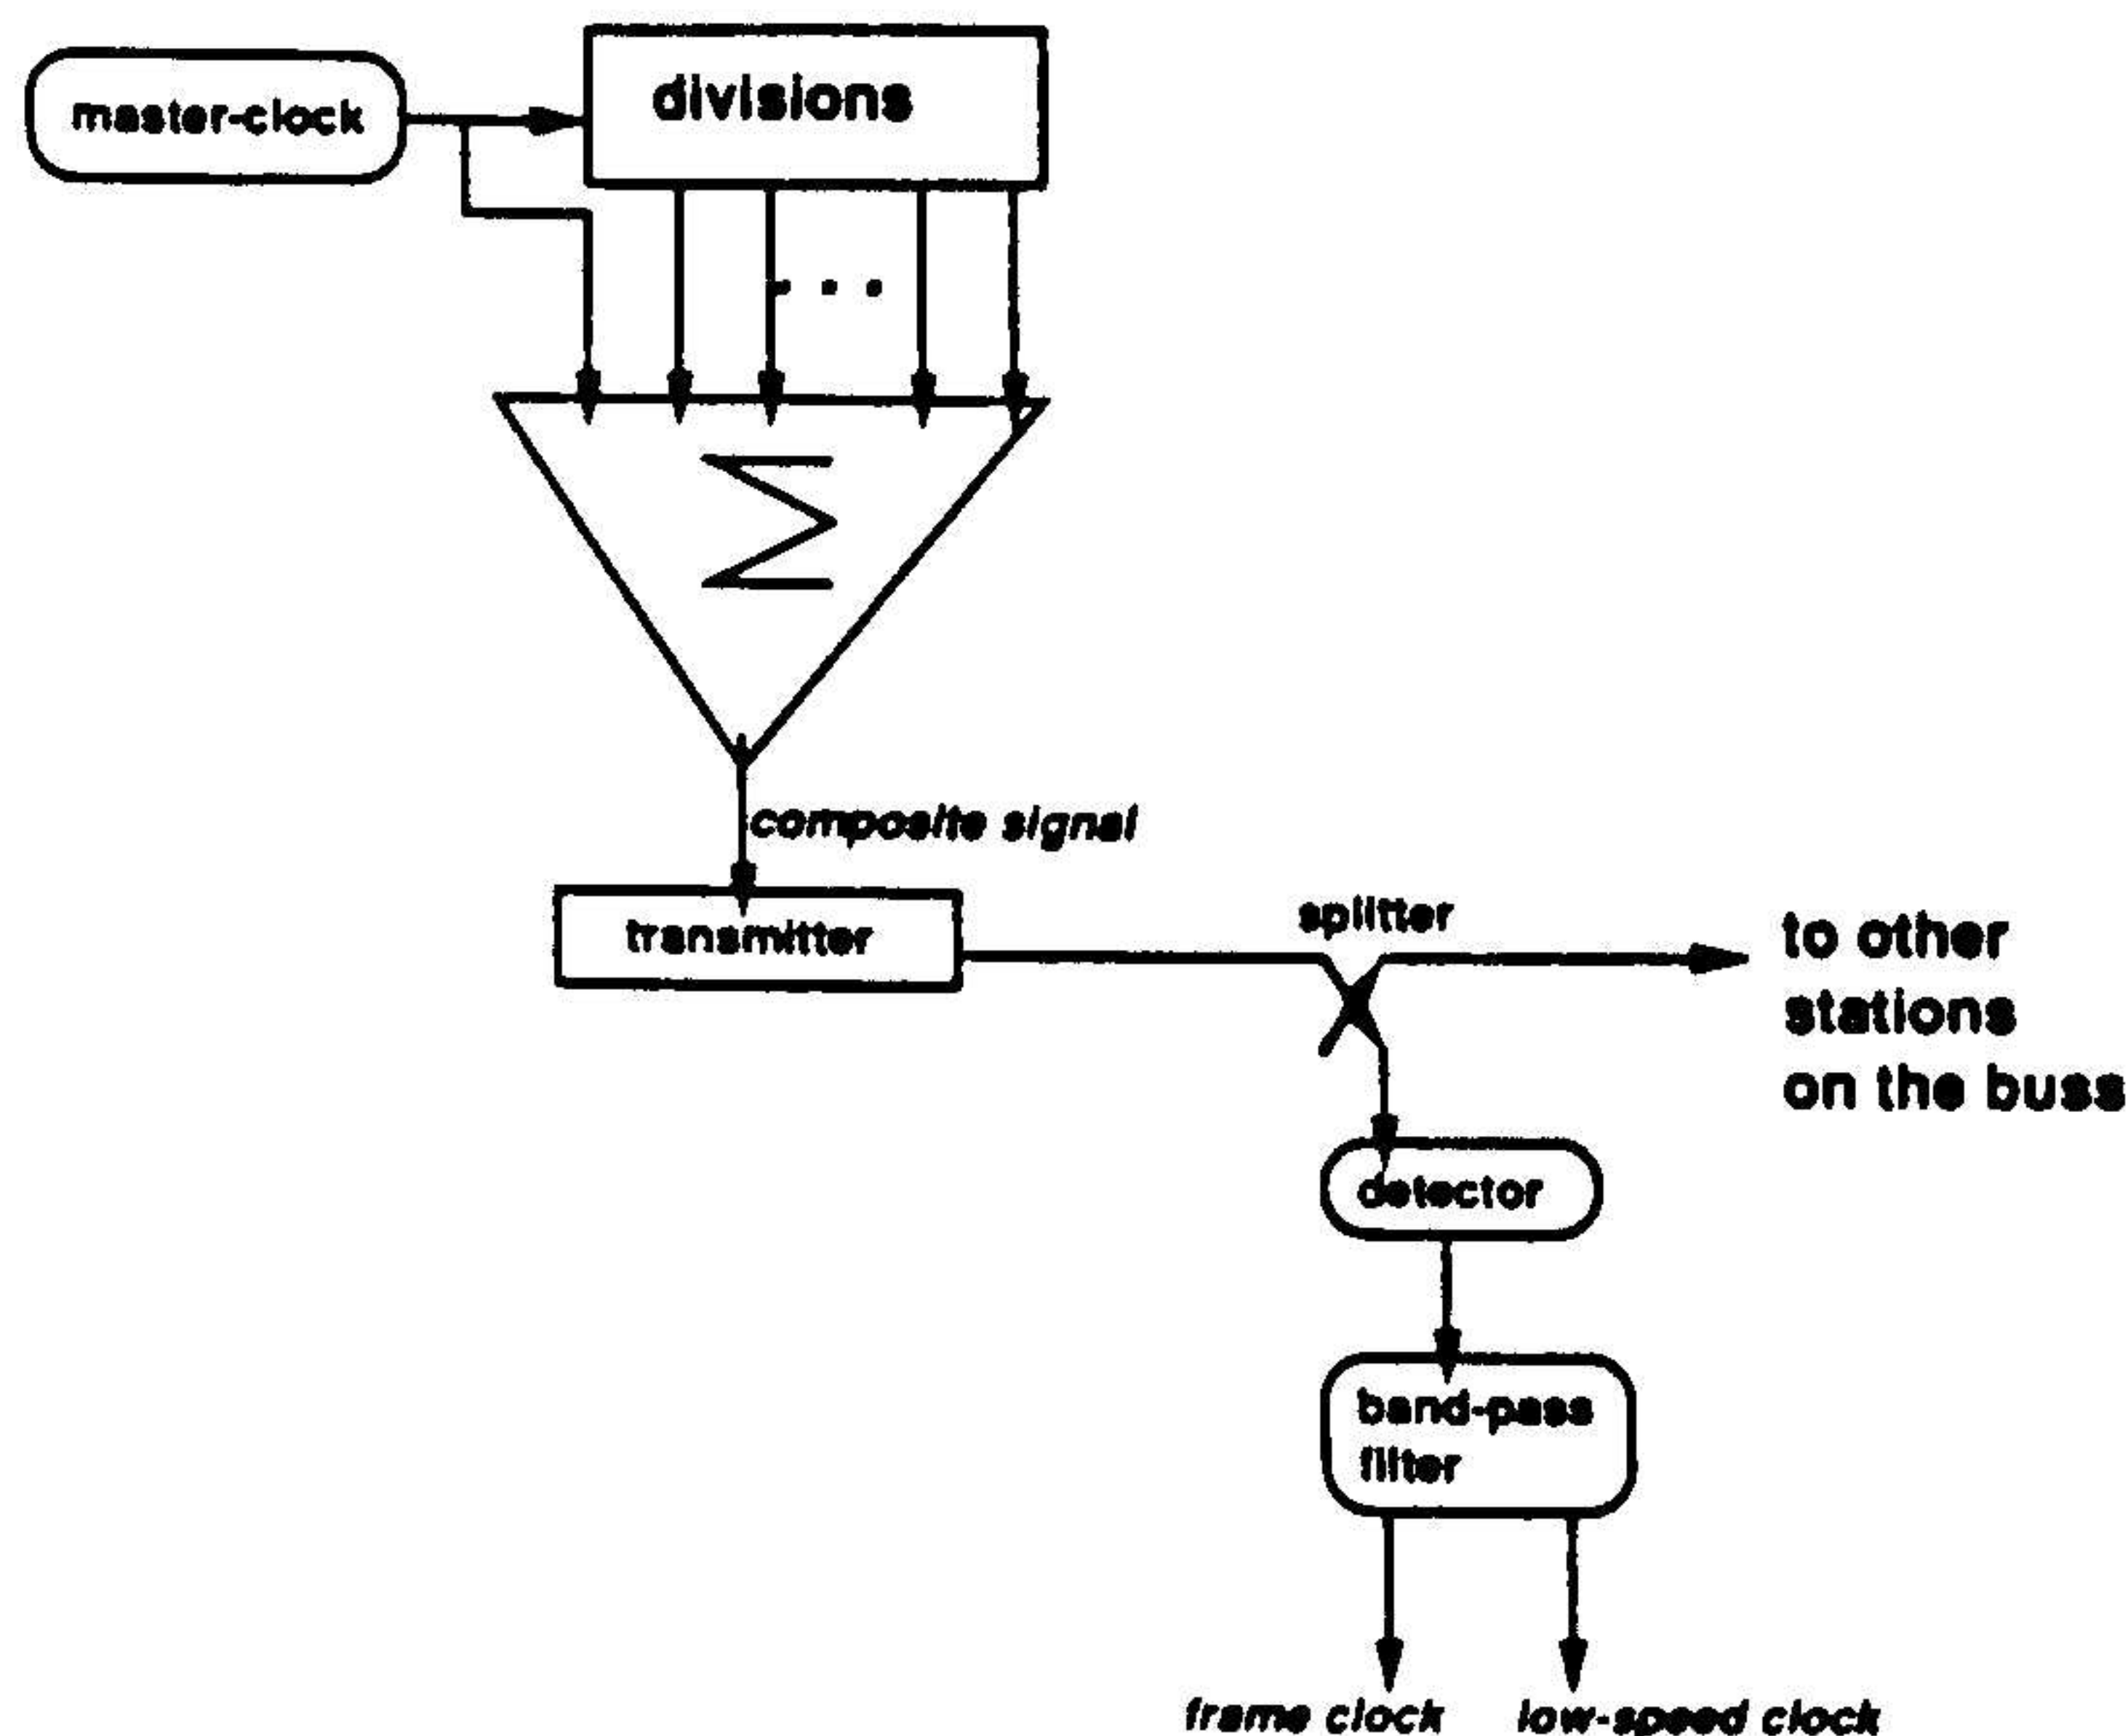 master-clock
divisions
. . .
Σ
composite signal
transmitter
splitter
to other
stations
on the buss
detector
band-pass
filter
frame clock
low-speed clock